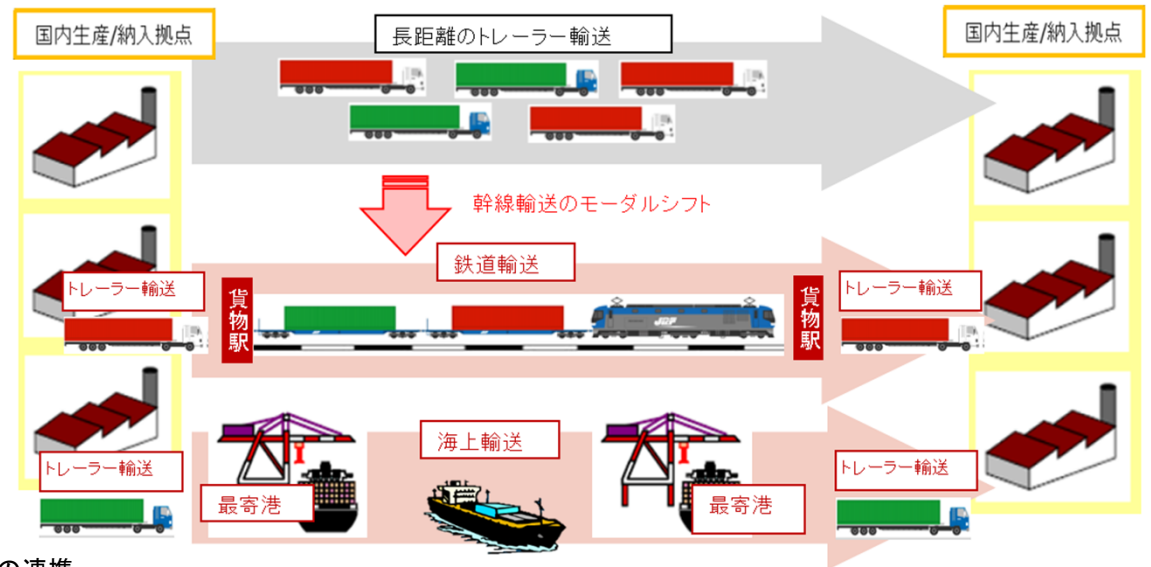 国内生産/納入拠点
長距離のトレーラー輸送
国内生産/納入拠点
幹線輸送のモーダルシフト
鉄道輸送
トレーラー輸送
貨物駅
貨物駅
トレーラー輸送
海上輸送
トレーラー輸送
最寄港
最寄港
トレーラー輸送
の連携